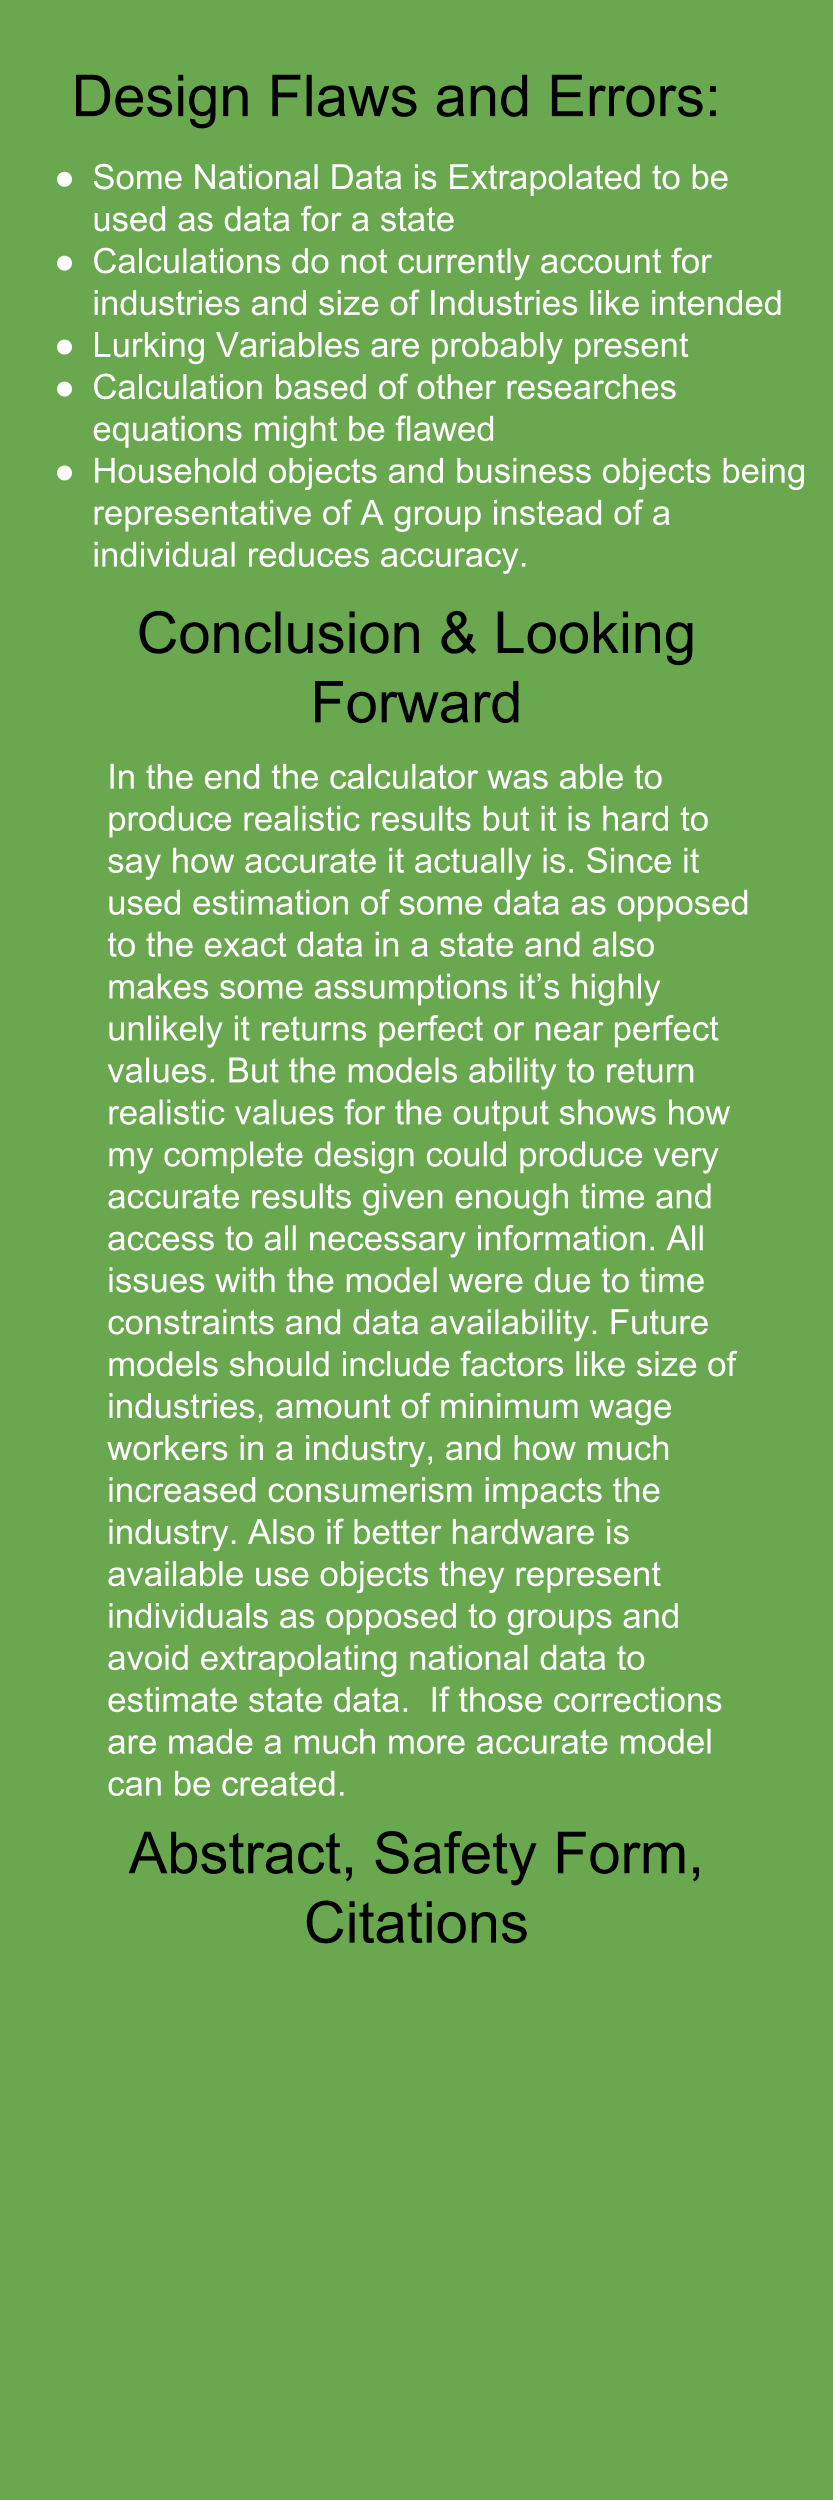 Design Flaws and Errors:
● Some National Data is Extrapolated to be
used as data for a state
● Calculations do not currently account for
industries and size of Industries like intended
● Lurking Variables are probably present
● Calculation based of other researches
equations might be flawed
● Household objects and business objects being
representative of A group instead of a
individual reduces accuracy.
Conclusion & Looking
Forward
In the end the calculator was able to
produce realistic results but it is hard to
say how accurate it actually is. Since it
used estimation of some data as opposed
to the exact data in a state and also
makes some assumptions it’s highly
unlikely it returns perfect or near perfect
values. But the models ability to return
realistic values for the output shows how
my complete design could produce very
accurate results given enough time and
access to all necessary information. All
issues with the model were due to time
constraints and data availability. Future
models should include factors like size of
industries, amount of minimum wage
workers in a industry, and how much
increased consumerism impacts the
industry. Also if better hardware is
available use objects they represent
individuals as opposed to groups and
avoid extrapolating national data to
estimate state data.  If those corrections
are made a much more accurate model
can be created.
Abstract, Safety Form,
Citations